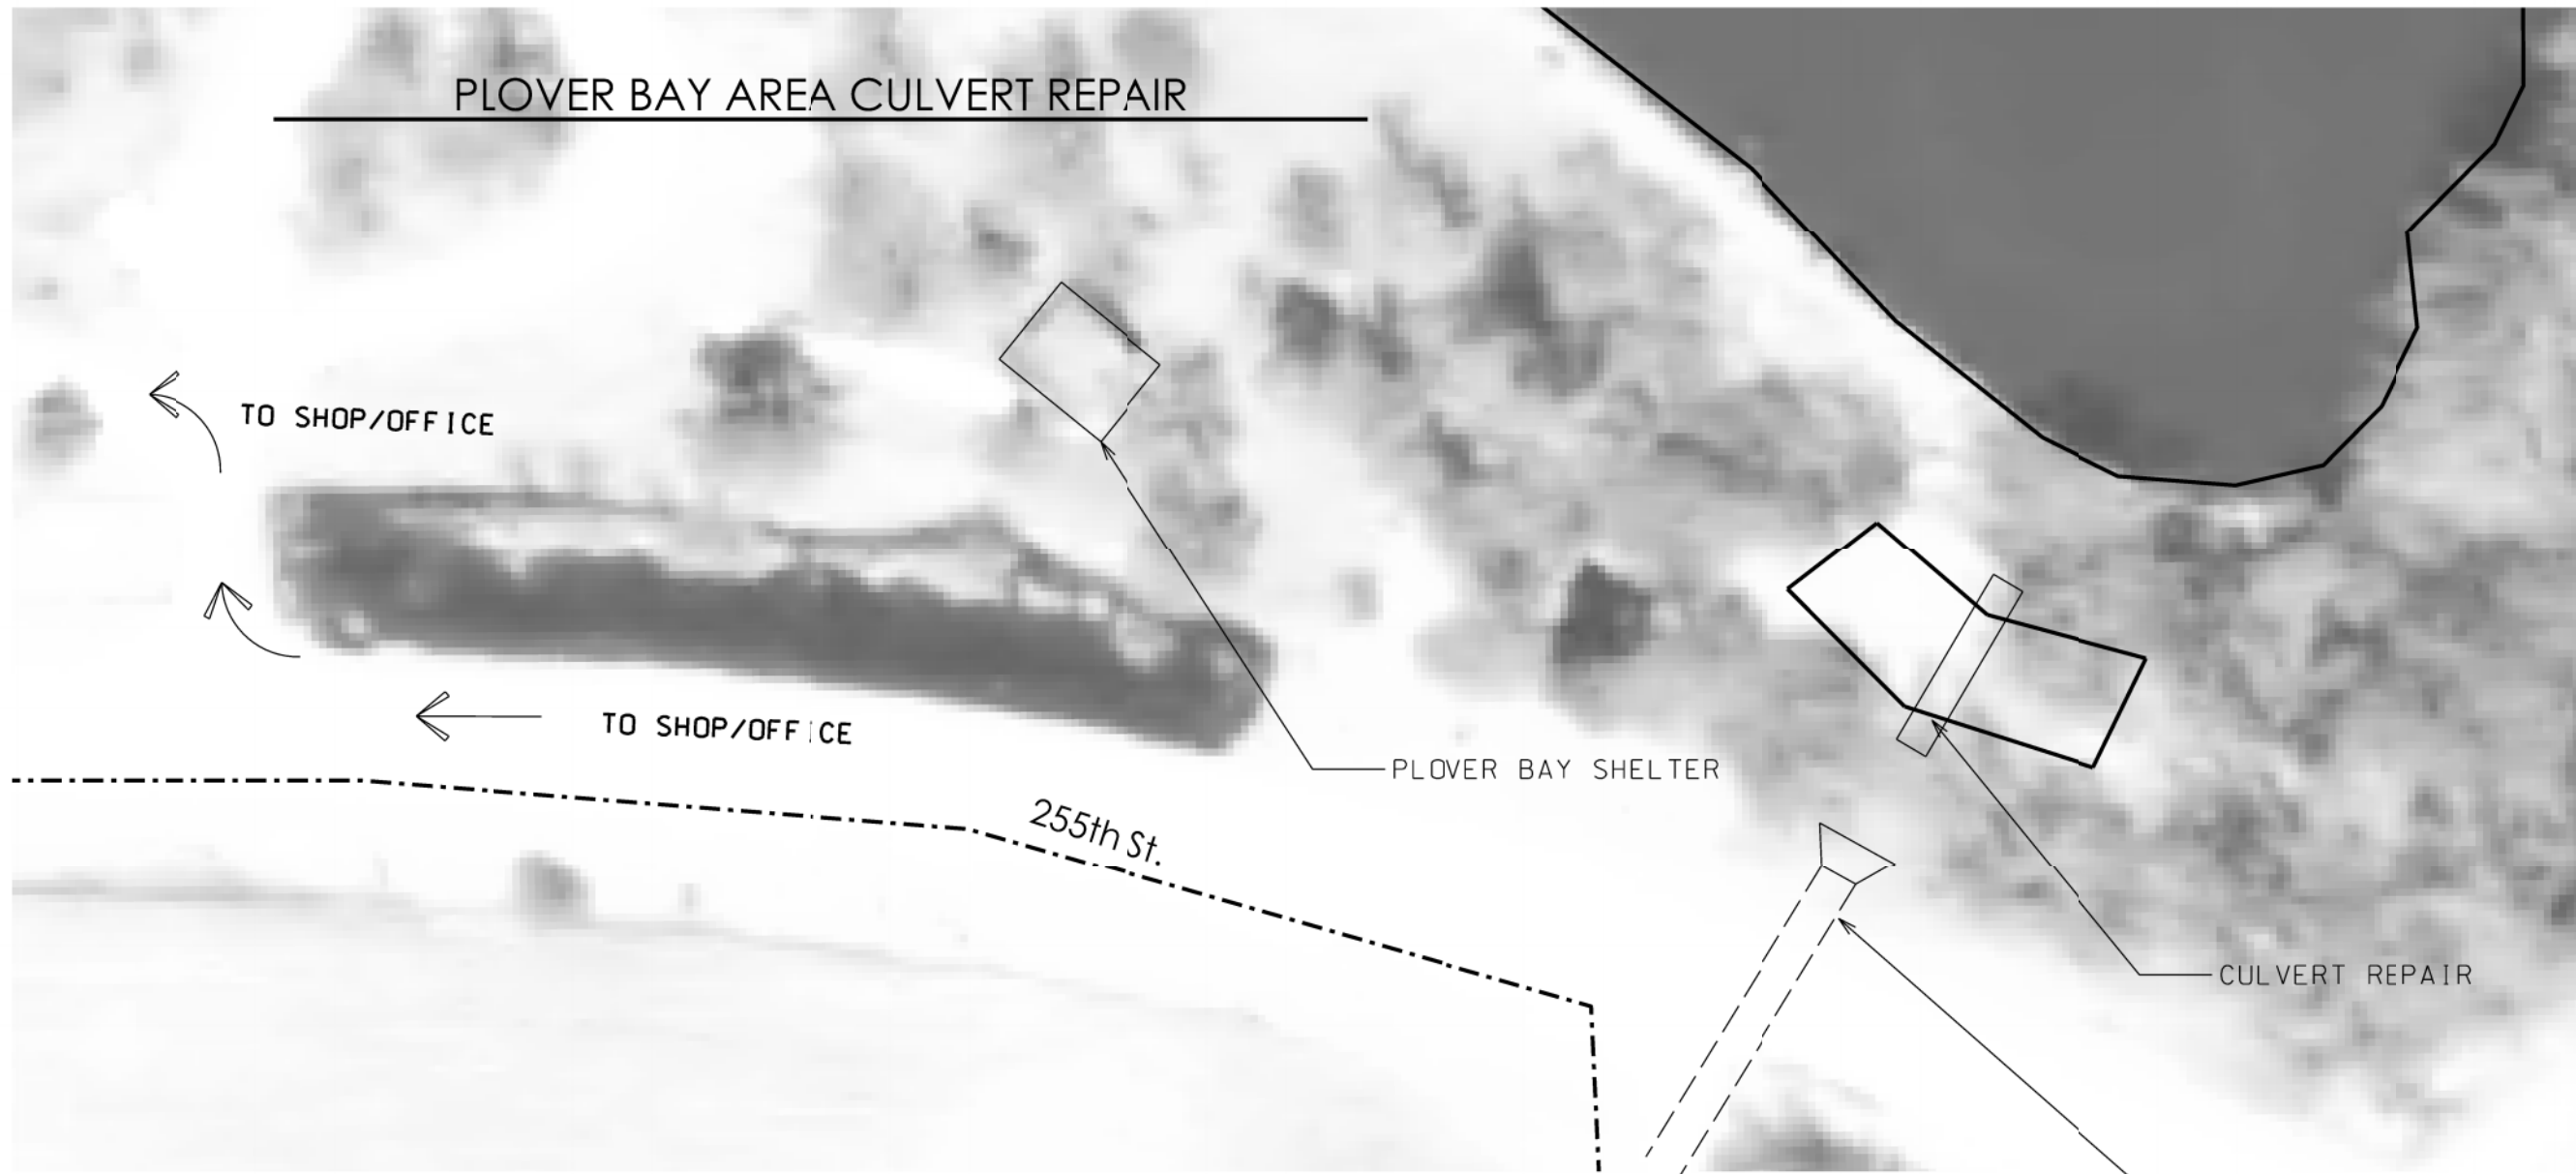 PLOVER BAY AREA CULVERT REPAIR
TO SHOP/OFFICE
TO SHOP/OFFICE
PLOVER BAY SHELTER
255th St.
CULVERT REPAIR